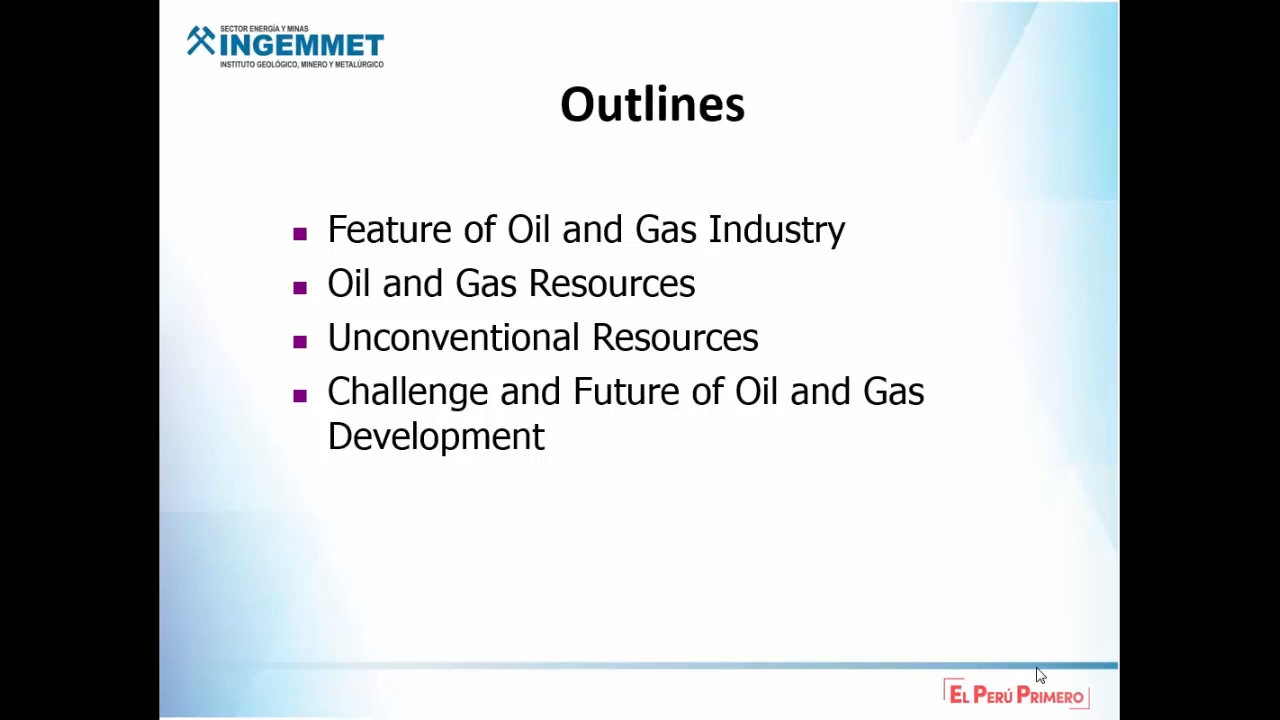 SECTOR ENERGÍA Y MINAS
INGEMMET
INSTITUTO GEOLÓGICO, MINERO Y METALÚRGICO
Outlines
Feature of Oil and Gas Industry
Oil and Gas Resources
Unconventional Resources
Challenge and Future of Oil and Gas
Development
EL PERÚ PRIMERO